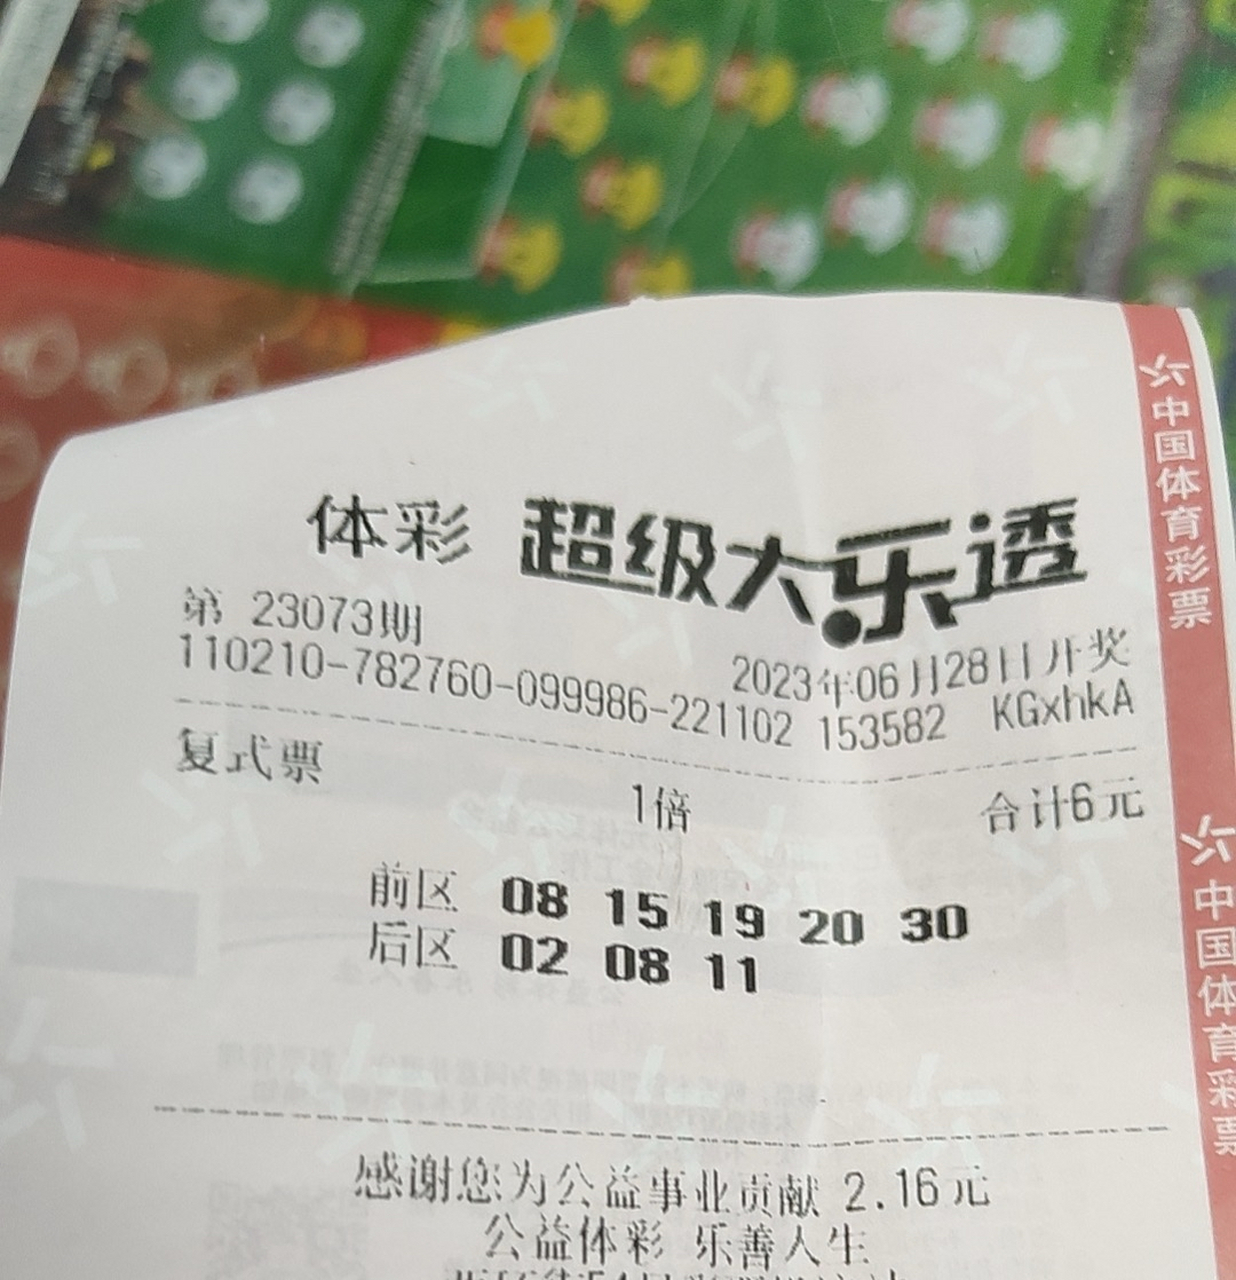 体彩 超级大乐透
第 23073期
2023年06月28日开奖
110210-782760-099986-221102 153582 KGxhkA
复式票
1倍
合计6元
前区 08 15 19 20 30
后区 02 08 11
感谢您为公益事业贡献 2.16元
公益体彩 乐善人生
中国体育彩票
中国体育彩票